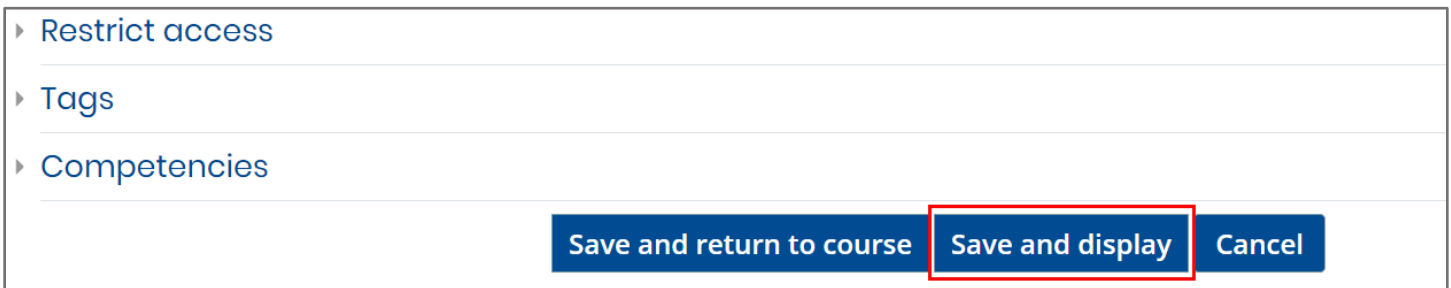 Restrict access
Tags
Competencies
Save and return to course Save and display Cancel